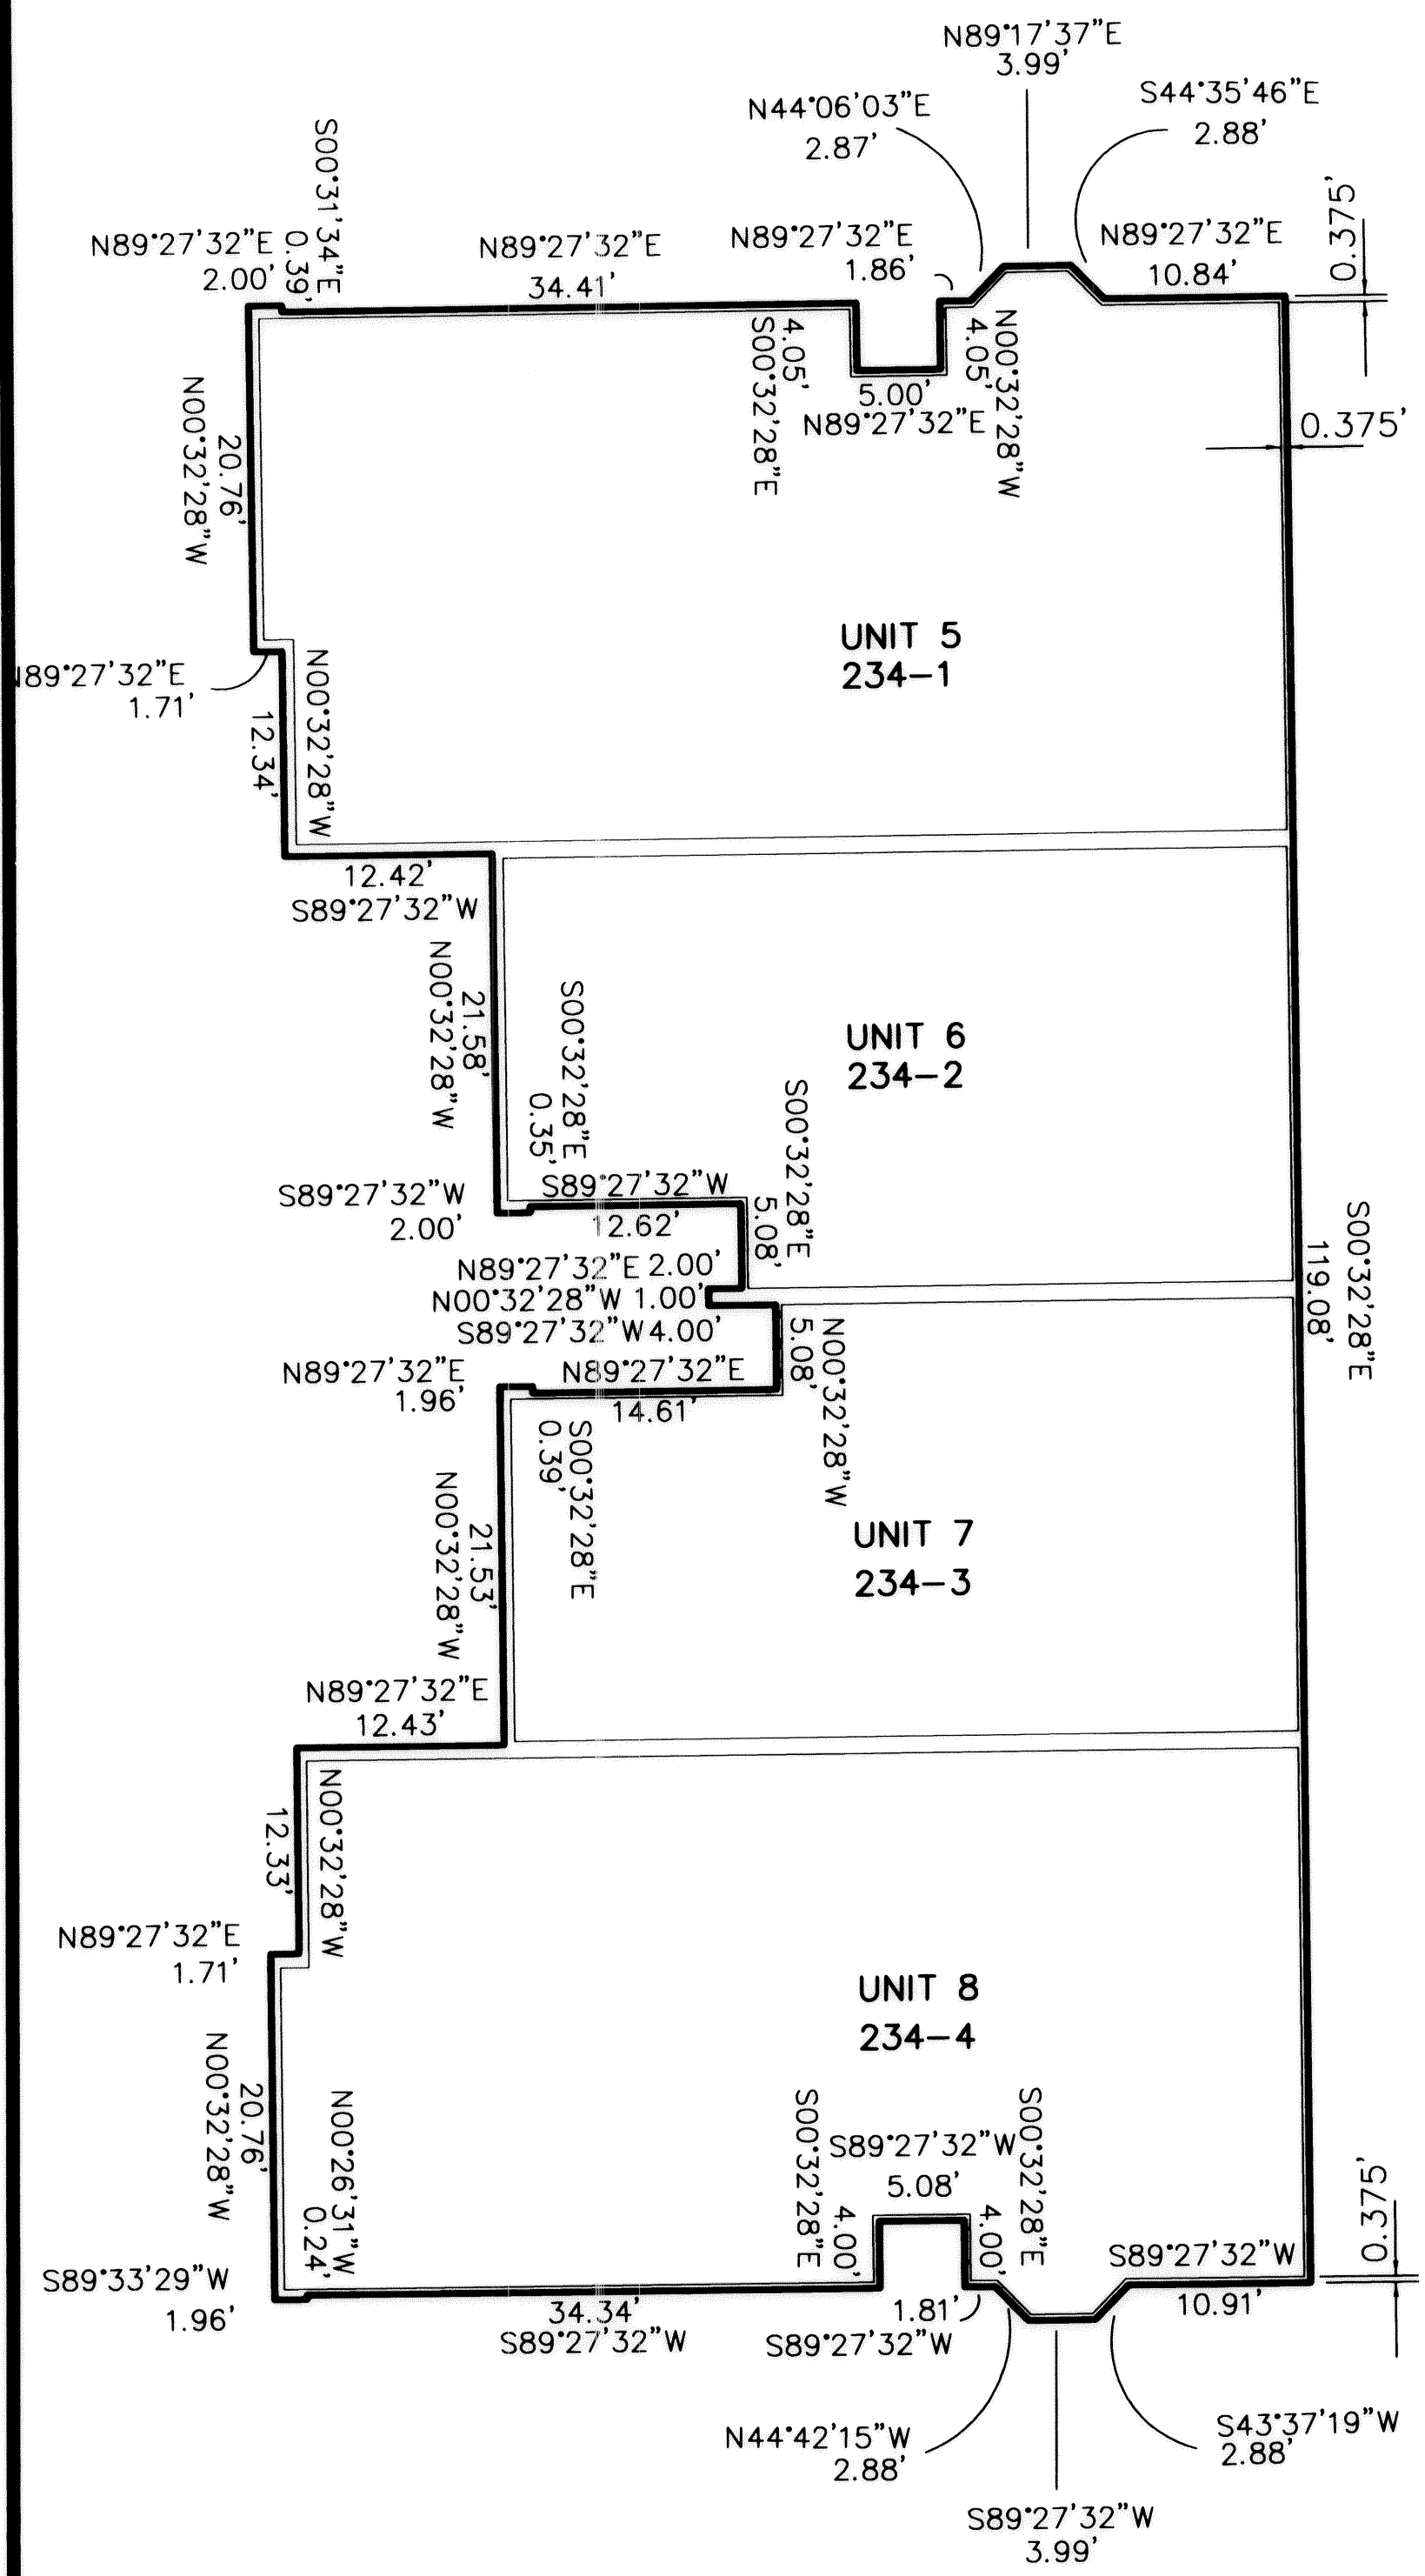 N89°17'37"E
3.99'
N44°06'03"E
2.87'
S44°35'46"E
2.88'
0.375'
S00°31'34"E
0.39'
N89°27'32"E
2.00'
N89°27'32"E
34.41'
N89°27'32"E
1.86'
N89°27'32"E
10.84'
4.05'
S00°32'28"E
5.00'
N89°27'32"E
N00°32'28"W
4.05'
0.375'
20.76'
N00°32'28"W
UNIT 5
234-1
N89°27'32"E
1.71'
N00°32'28"W
12.34'
12.42'
S89°27'32"W
21.58'
N00°32'28"W
S00°32'28"E
0.35'
UNIT 6
234-2
S00°32'28"E
5.08'
S89°27'32"W
2.00'
S89°27'32"W
12.62'
N89°27'32"E 2.00'
N00°32'28"W 1.00'
S89°27'32"W 4.00'
S00°32'28"E
119.08'
N89°27'32"E
1.96'
N89°27'32"E
14.61'
N00°32'28"W
5.08'
S00°32'28"E
0.39'
21.53'
N00°32'28"W
UNIT 7
234-3
N89°27'32"E
12.43'
N00°32'28"W
12.33'
N89°27'32"E
1.71'
UNIT 8
234-4
20.76'
N00°32'28"W
N00°26'31"W
0.24'
S00°32'28"E
4.00'
S89°27'32"W
5.08'
S00°32'28"E
4.00'
0.375'
S89°27'32"W
10.91'
S89°33'29"W
1.96'
34.34'
S89°27'32"W
1.81'
S89°27'32"W
N44°42'15"W
2.88'
S43°37'19"W
2.88'
S89°27'32"W
3.99'